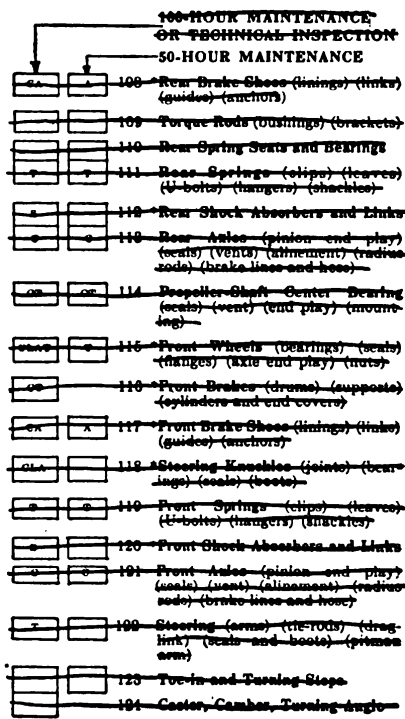 100-HOUR MAINTENANCE
OR TECHNICAL INSPECTION
50-HOUR MAINTENANCE
CA A 108 *Rear Brake Shoes (linings) (links)
(guides) (anchors)
109 Torque Rods (bushings) (brackets)
110 Rear Spring Seats and Bearings
T T 111 Rear Springs (clips) (leaves)
(U-bolts) (hangers) (shackles)
112 *Rear Shock Absorbers and Links
113 Rear Axles (pinion end play)
(seals) (vents) (alinement) (radius
rods) (brake lines and hose)
114 Propeller Shaft Center Bearing
(seals) (vent) (end play) (mount-
ing)
115 *Front Wheels (bearings) (seals)
(flanges) (axle end play) (nuts)
116 *Front Brakes (drums) (supports)
(cylinders and end covers)
CA A 117 *Front Brake Shoes (linings) (links)
(guides) (anchors)
CLA 118 *Steering Knuckles (joints) (bear-
ings) (seals) (boots)
119 Front Springs (clips) (leaves)
(U-bolts) (hangers) (shackles)
120 Front Shock Absorbers and Links
121 Front Axles (pinion end play)
(seals) (vent) (alinement) (radius
rods) (brake lines and hose)
T 122 Steering (arms) (tie-rods) (drag
link) (seals and boots) (pitman
arm)
123 Toe-in and Turning Stops
124 Caster, Camber, Turning Angle